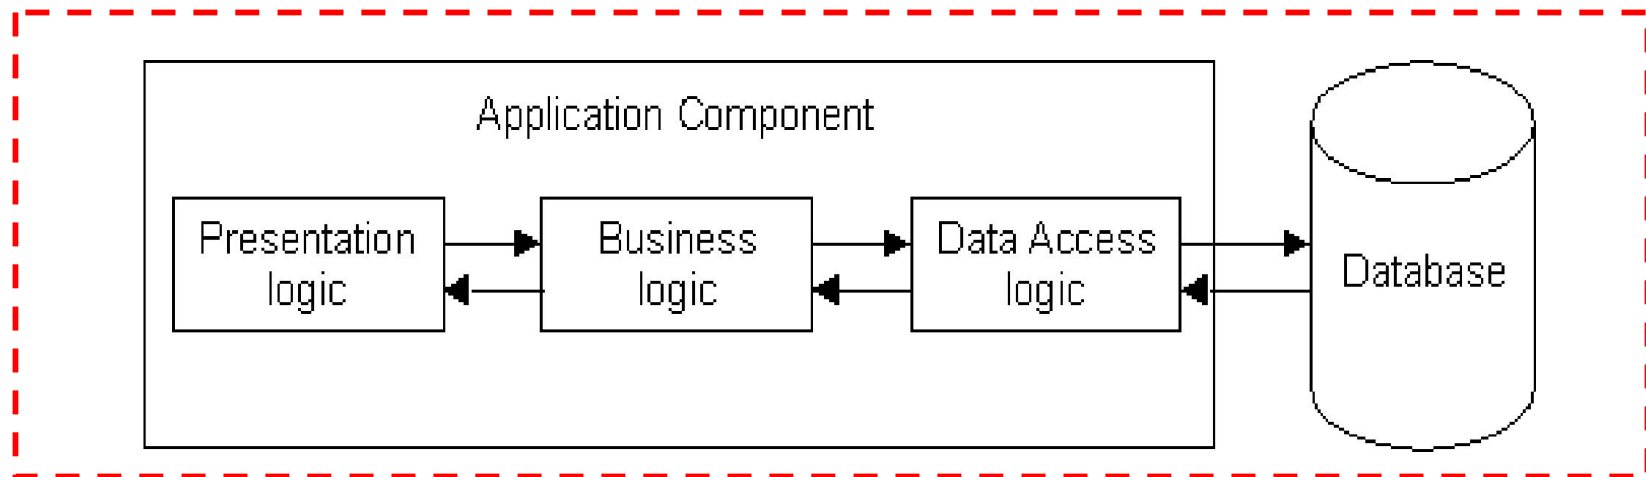 Application Component
Presentation
logic
Business
logic
Data Access
logic
Database